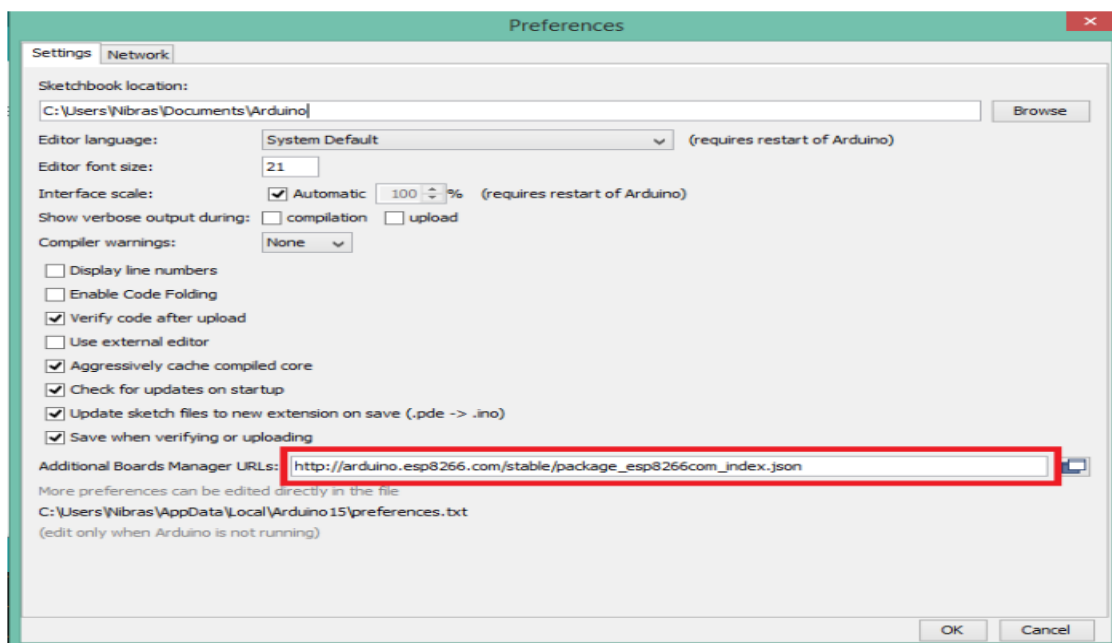 Preferences
Settings Network
Sketchbook location:
C:\Users\Nibras\Documents\Arduino Browse
Editor language: System Default (requires restart of Arduino)
Editor font size: 21
Interface scale: Automatic 100 % (requires restart of Arduino)
Show verbose output during: compilation upload
Compiler warnings: None
Display line numbers
Enable Code Folding
Verify code after upload
Use external editor
Aggressively cache compiled core
Check for updates on startup
Update sketch files to new extension on save (.pde -> .ino)
Save when verifying or uploading
Additional Boards Manager URLs: http://arduino.esp8266.com/stable/package_esp8266com_index.json
More preferences can be edited directly in the file
C:\Users\Nibras\AppData\Local\Arduino15\preferences.txt
(edit only when Arduino is not running)
OK Cancel